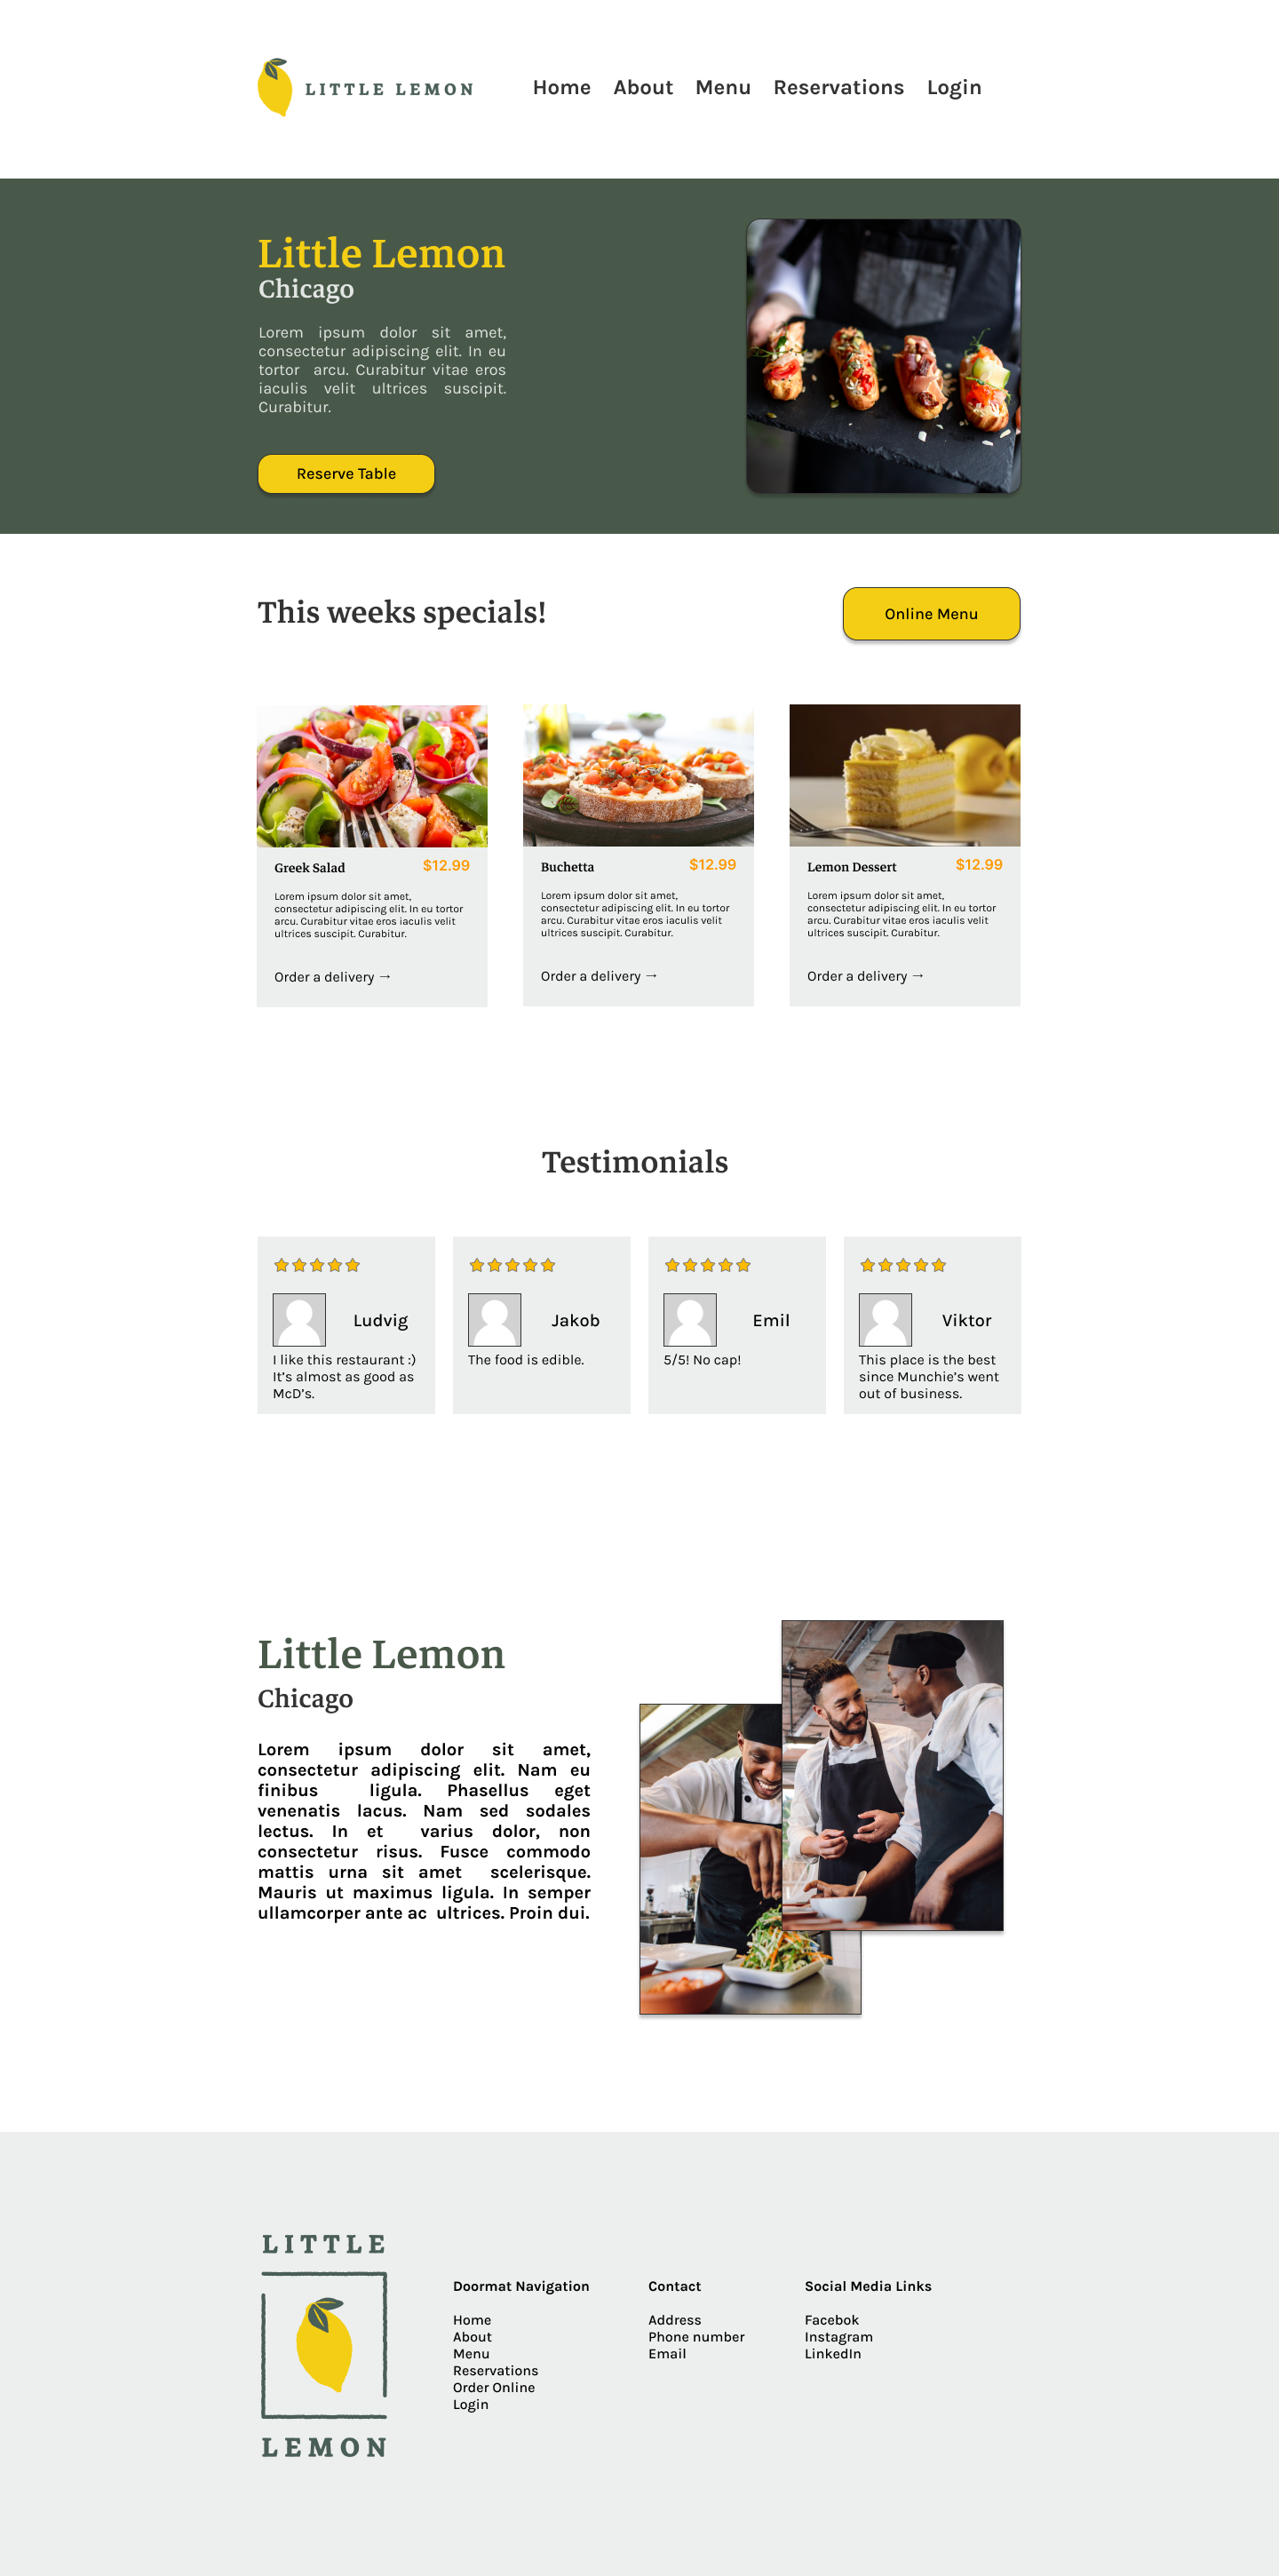 LITTLE LEMON
Home About Menu Reservations Login
Little Lemon
Chicago
Lorem ipsum dolor sit amet,
consectetur adipiscing elit. In eu
tortor arcu. Curabitur vitae eros
iaculis velit ultrices suscipit.
Curabitur.
Reserve Table
This weeks specials!
Online Menu
Greek Salad $12.99
Lorem ipsum dolor sit amet,
consectetur adipiscing elit. In eu tortor
arcu. Curabitur vitae eros iaculis velit
ultrices suscipit. Curabitur.
Order a delivery →
Buchetta $12.99
Lorem ipsum dolor sit amet,
consectetur adipiscing elit. In eu tortor
arcu. Curabitur vitae eros iaculis velit
ultrices suscipit. Curabitur.
Order a delivery →
Lemon Dessert $12.99
Lorem ipsum dolor sit amet,
consectetur adipiscing elit. In eu tortor
arcu. Curabitur vitae eros iaculis velit
ultrices suscipit. Curabitur.
Order a delivery →
Testimonials
Ludvig
I like this restaurant :)
It's almost as good as
McD's.
Jakob
The food is edible.
Emil
5/5! No cap!
Viktor
This place is the best
since Munchie's went
out of business.
Little Lemon
Chicago
Lorem ipsum dolor sit amet,
consectetur adipiscing elit. Nam eu
finibus ligula. Phasellus eget
venenatis lacus. Nam sed sodales
lectus. In et varius dolor, non
consectetur risus. Fusce commodo
mattis urna sit amet scelerisque.
Mauris ut maximus ligula. In semper
ullamcorper ante ac ultrices. Proin dui.
LITTLE
LEMON
Doormat Navigation
Home
About
Menu
Reservations
Order Online
Login
Contact
Address
Phone number
Email
Social Media Links
Facebok
Instagram
LinkedIn